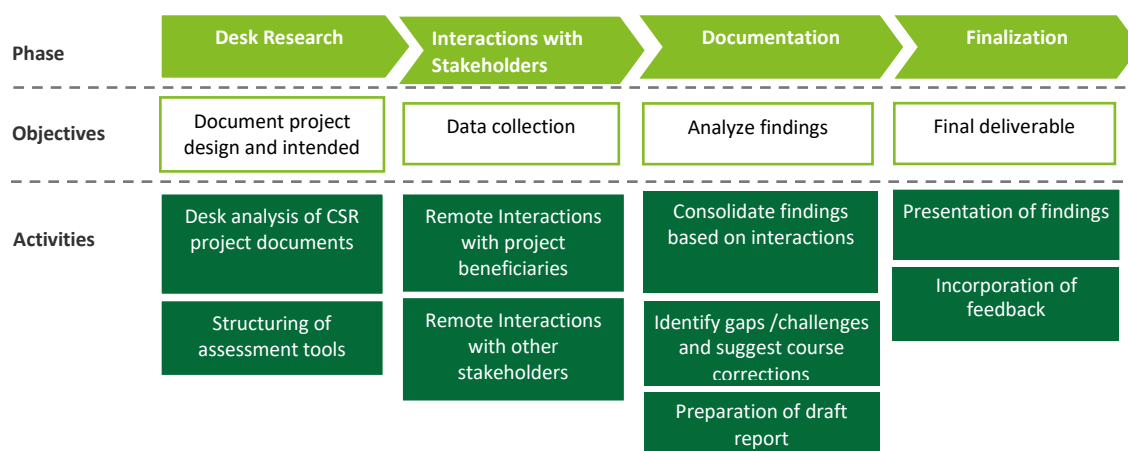 Phase
Desk Research
Interactions with
Stakeholders
Documentation
Finalization
Objectives
Document project
design and intended
Data collection
Analyze findings
Final deliverable
Activities
Desk analysis of CSR
project documents
Structuring of
assessment tools
Remote Interactions
with project
beneficiaries
Remote Interactions
with other
stakeholders
Consolidate findings
based on interactions
Identify gaps /challenges
and suggest course
corrections
Preparation of draft
report
Presentation of findings
Incorporation of
feedback